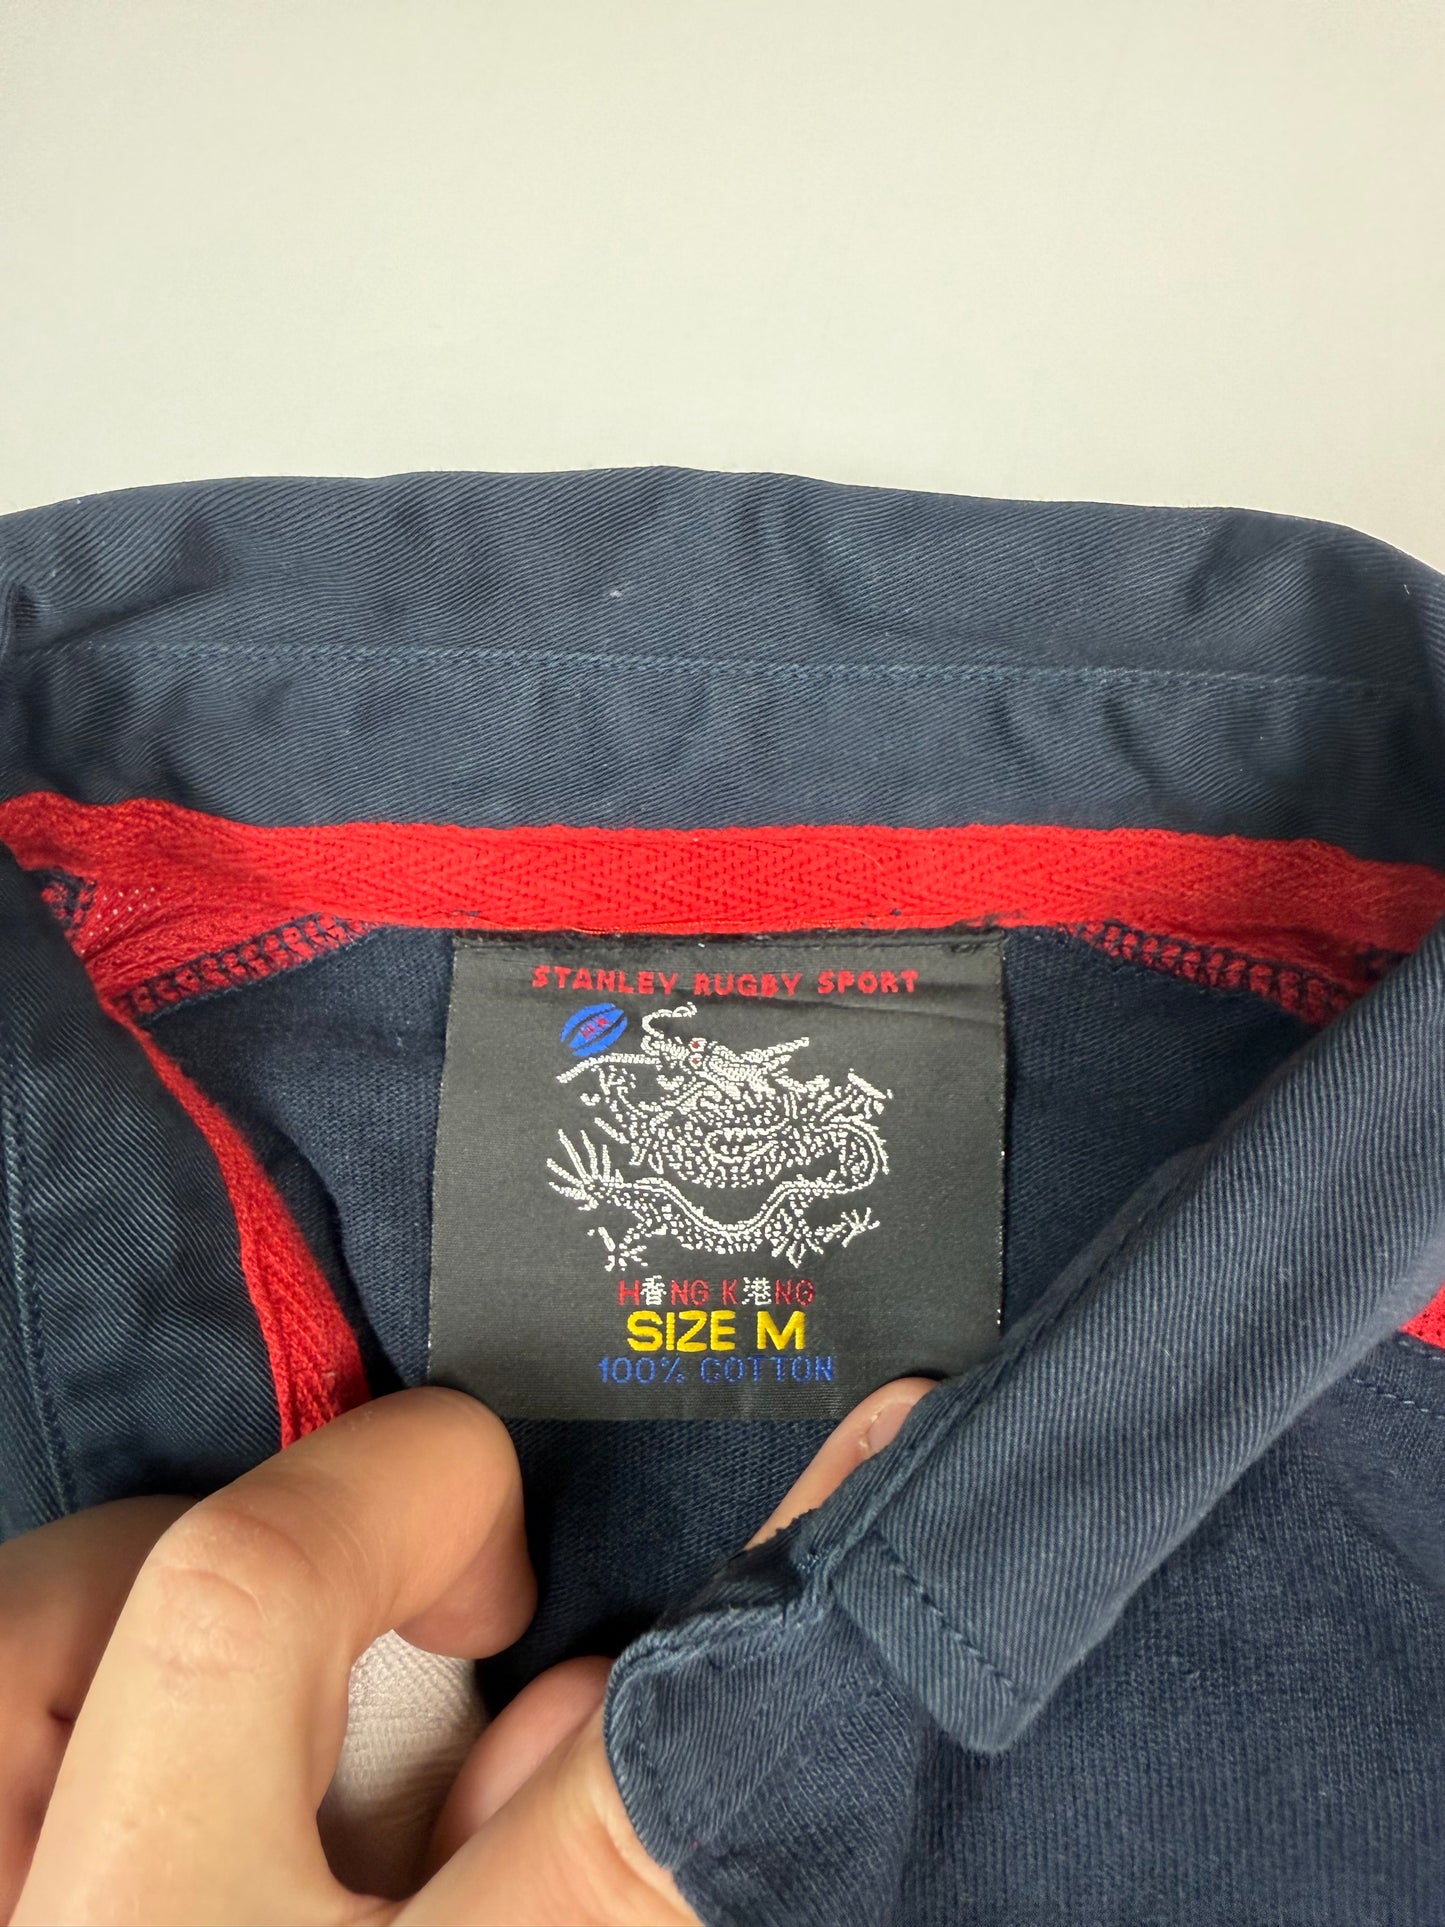 STANLEY RUGBY SPORT
H香NG K港NG
SIZE M
100% COTTON